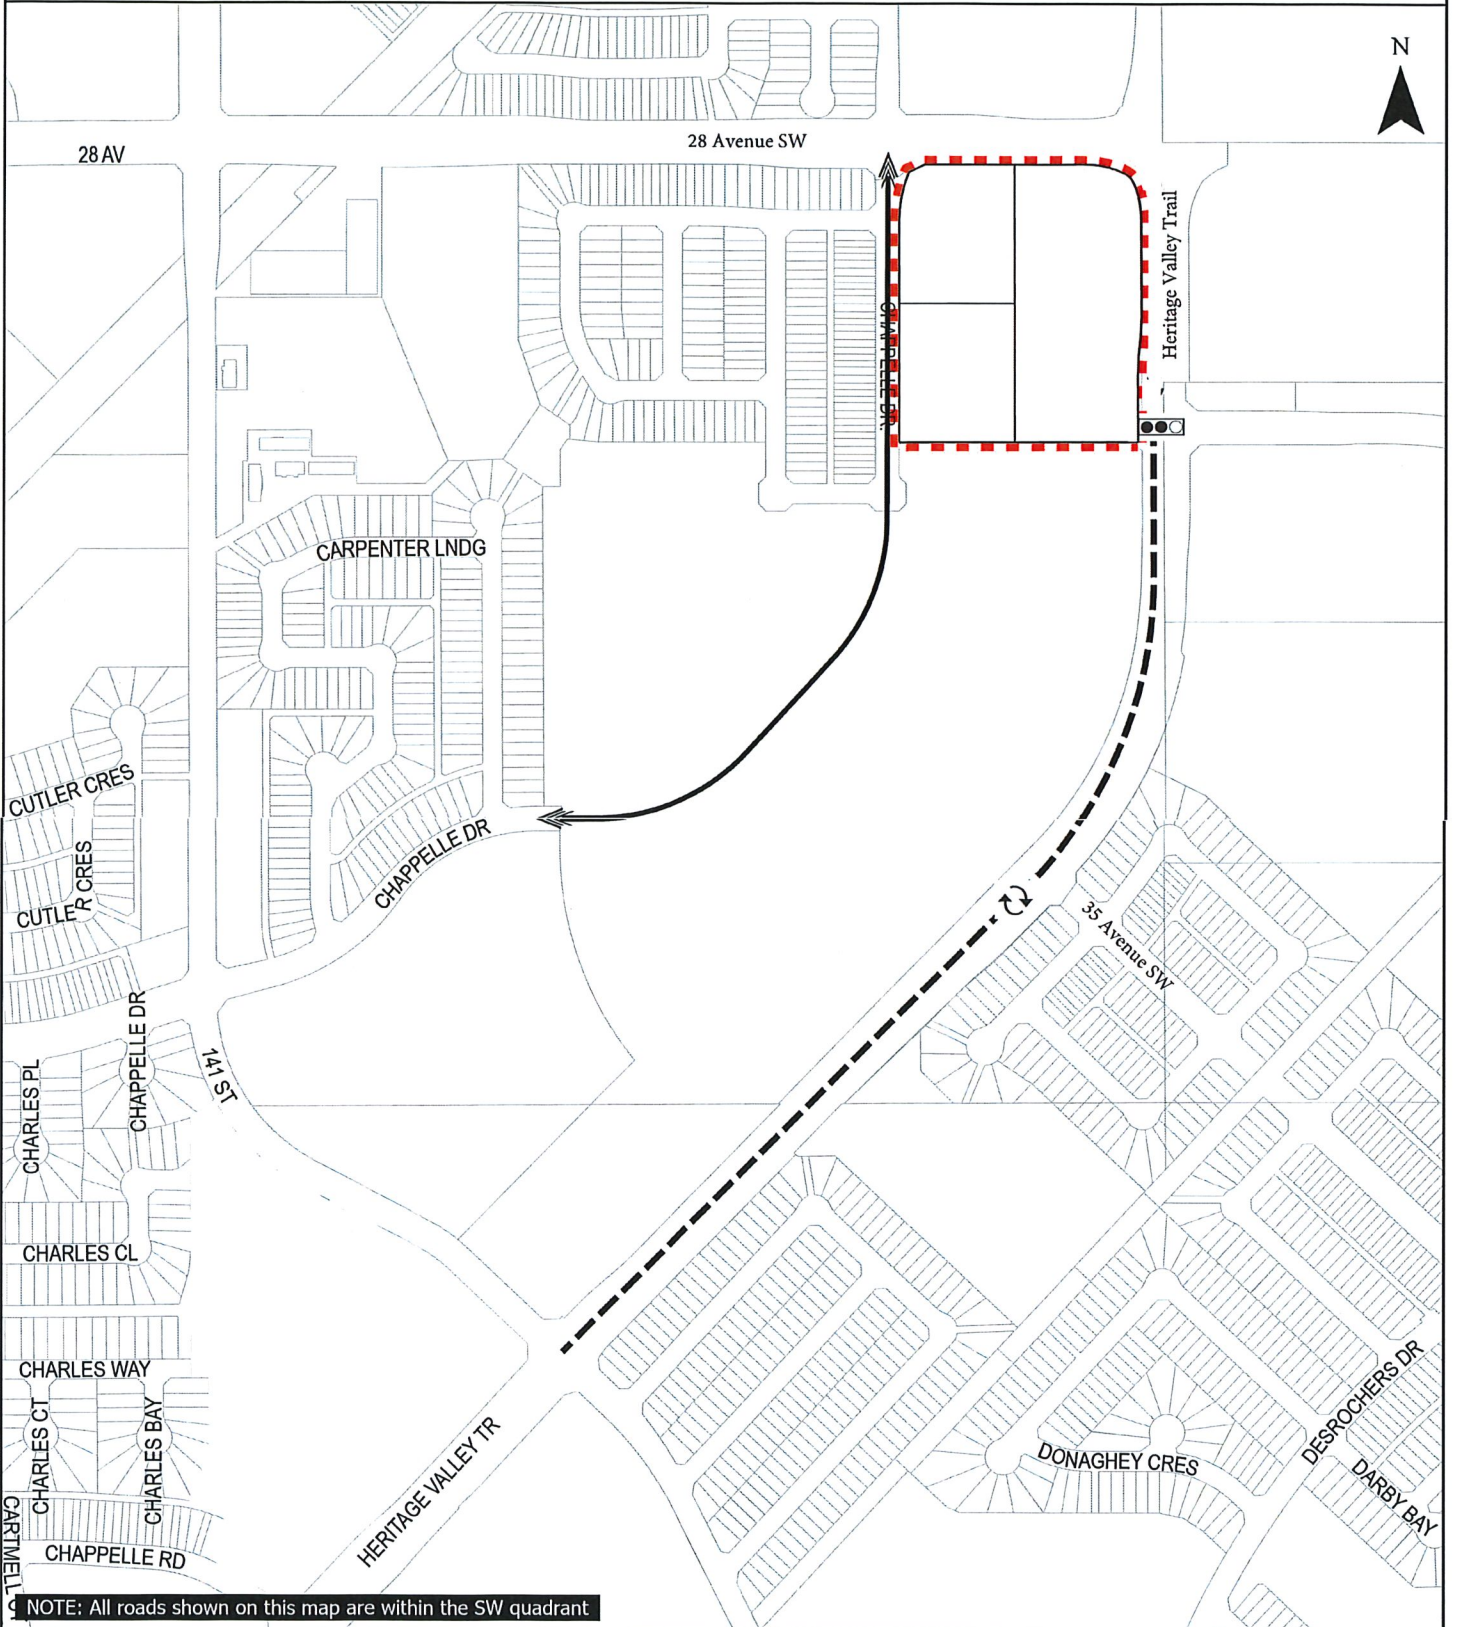 N
28 Avenue SW
28 AV
Heritage Valley Trail
CHAPPELLE DR.
CARPENTER LNDG
CUTLER CRES
CHAPPELLE DR
CUTLER CRES
35 Avenue SW
CHAPPELLE DR
141 ST
CHARLES PL
CHARLES CL
CHARLES WAY
CHARLES CT
CHARLES BAY
HERITAGE VALLEY TR
DESROCHERS DR
DONAGHEY CRES
DARBY BAY
CHAPPELLE RD
CARTMELL
NOTE: All roads shown on this map are within the SW quadrant